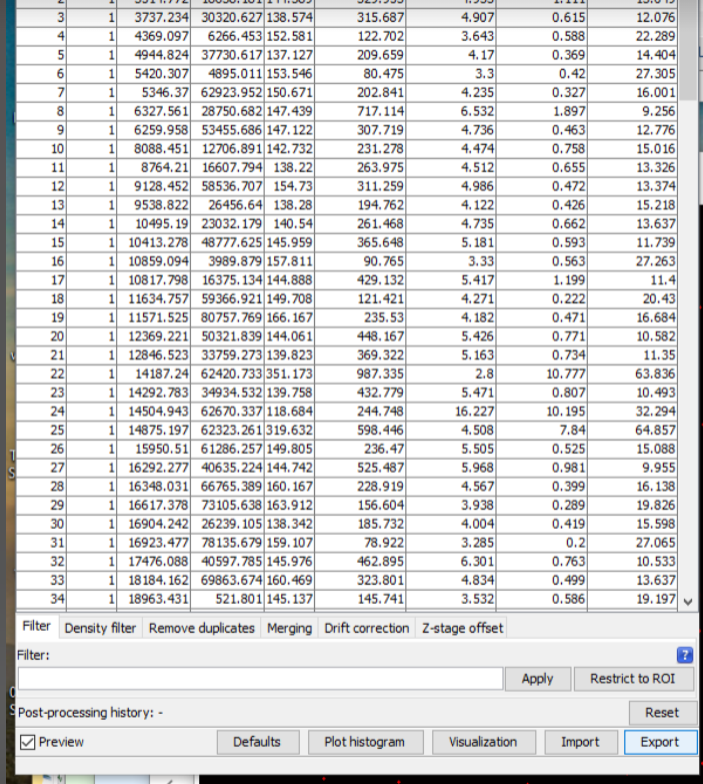 3 1 3737.234 30320.627 138.574 315.687 4.907 0.615 12.076
4 1 4369.097 6266.453 152.581 122.702 3.643 0.588 22.289
5 1 4944.824 37730.617 137.127 209.659 4.17 0.369 14.404
6 1 5420.307 4895.011 153.546 80.475 3.3 0.42 27.305
7 1 5346.37 62923.952 150.671 202.841 4.235 0.327 16.001
8 1 6327.561 28750.682 147.439 717.114 6.532 1.897 9.256
9 1 6259.958 53455.686 147.122 307.719 4.736 0.463 12.776
10 1 8088.451 12706.891 142.732 231.278 4.474 0.758 15.016
11 1 8764.21 16607.794 138.22 263.975 4.512 0.655 13.326
12 1 9128.452 58536.707 154.73 311.259 4.986 0.472 13.374
13 1 9538.822 26456.64 138.28 194.762 4.122 0.426 15.218
14 1 10495.19 23032.179 140.54 261.468 4.735 0.662 13.637
15 1 10413.278 48777.625 145.959 365.648 5.181 0.593 11.739
16 1 10859.094 3989.879 157.811 90.765 3.33 0.563 27.263
17 1 10817.798 16375.134 144.888 429.132 5.417 1.199 11.4
18 1 11634.757 59366.921 149.708 121.421 4.271 0.222 20.43
19 1 11571.525 80757.769 166.167 235.53 4.182 0.471 16.684
20 1 12369.221 50321.839 144.061 448.167 5.426 0.771 10.582
21 1 12846.523 33759.273 139.823 369.322 5.163 0.734 11.35
22 1 14187.24 62420.733 351.173 987.335 2.8 10.777 63.836
23 1 14292.783 34934.532 139.758 432.779 5.471 0.807 10.493
24 1 14504.943 62670.337 118.684 244.748 16.227 10.195 32.294
25 1 14875.197 62323.261 319.632 598.446 4.508 7.84 64.857
26 1 15950.51 61286.257 149.805 236.47 5.505 0.525 15.088
27 1 16292.277 40635.224 144.742 525.487 5.968 0.981 9.955
28 1 16348.031 66765.389 160.167 228.919 4.567 0.399 16.138
29 1 16617.378 73105.638 163.912 156.604 3.938 0.289 19.826
30 1 16904.242 26239.105 138.342 185.732 4.004 0.419 15.598
31 1 16923.477 78135.679 159.107 78.922 3.285 0.2 27.065
32 1 17476.088 40597.785 145.976 462.895 6.301 0.763 10.533
33 1 18184.162 69863.674 160.469 323.801 4.834 0.499 13.637
34 1 18963.431 521.801 145.137 145.741 3.532 0.586 19.197
Filter Density filter Remove duplicates Merging Drift correction Z-stage offset
Filter: ?
Apply Restrict to ROI
Post-processing history: - Reset
Preview Defaults Plot histogram Visualization Import Export